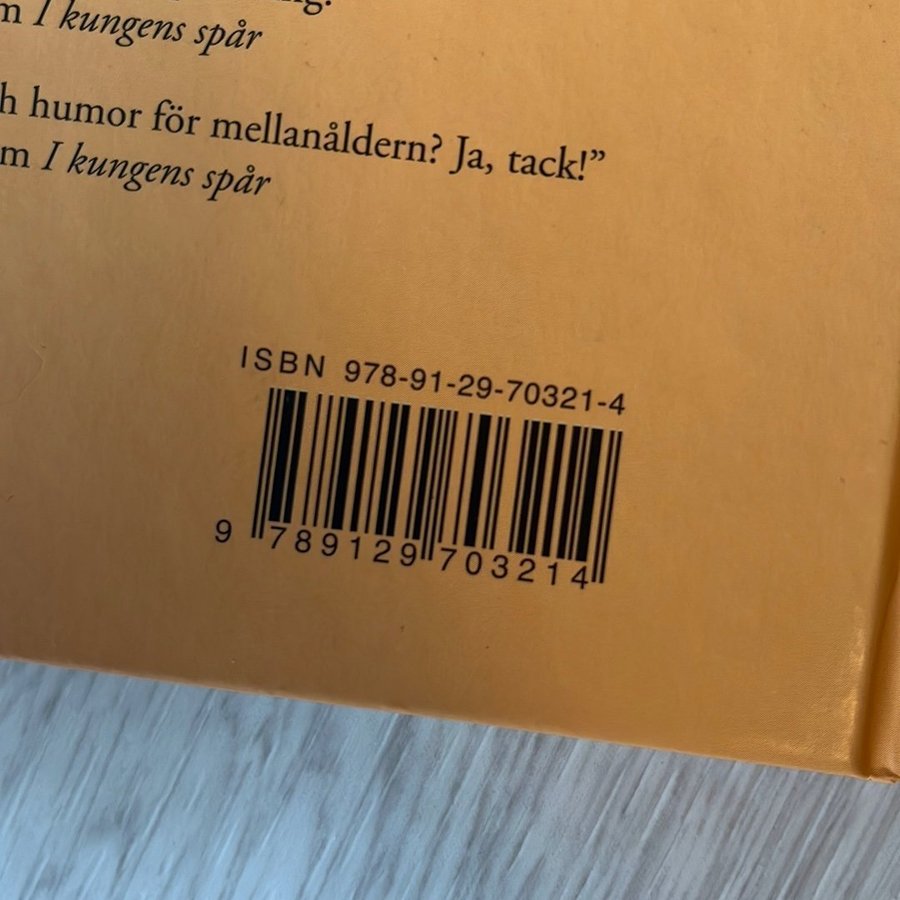 m I kungens spår
h humor för mellanåldern? Ja, tack!”
m I kungens spår
ISBN 978-91-29-70321-4
9 789129 703214